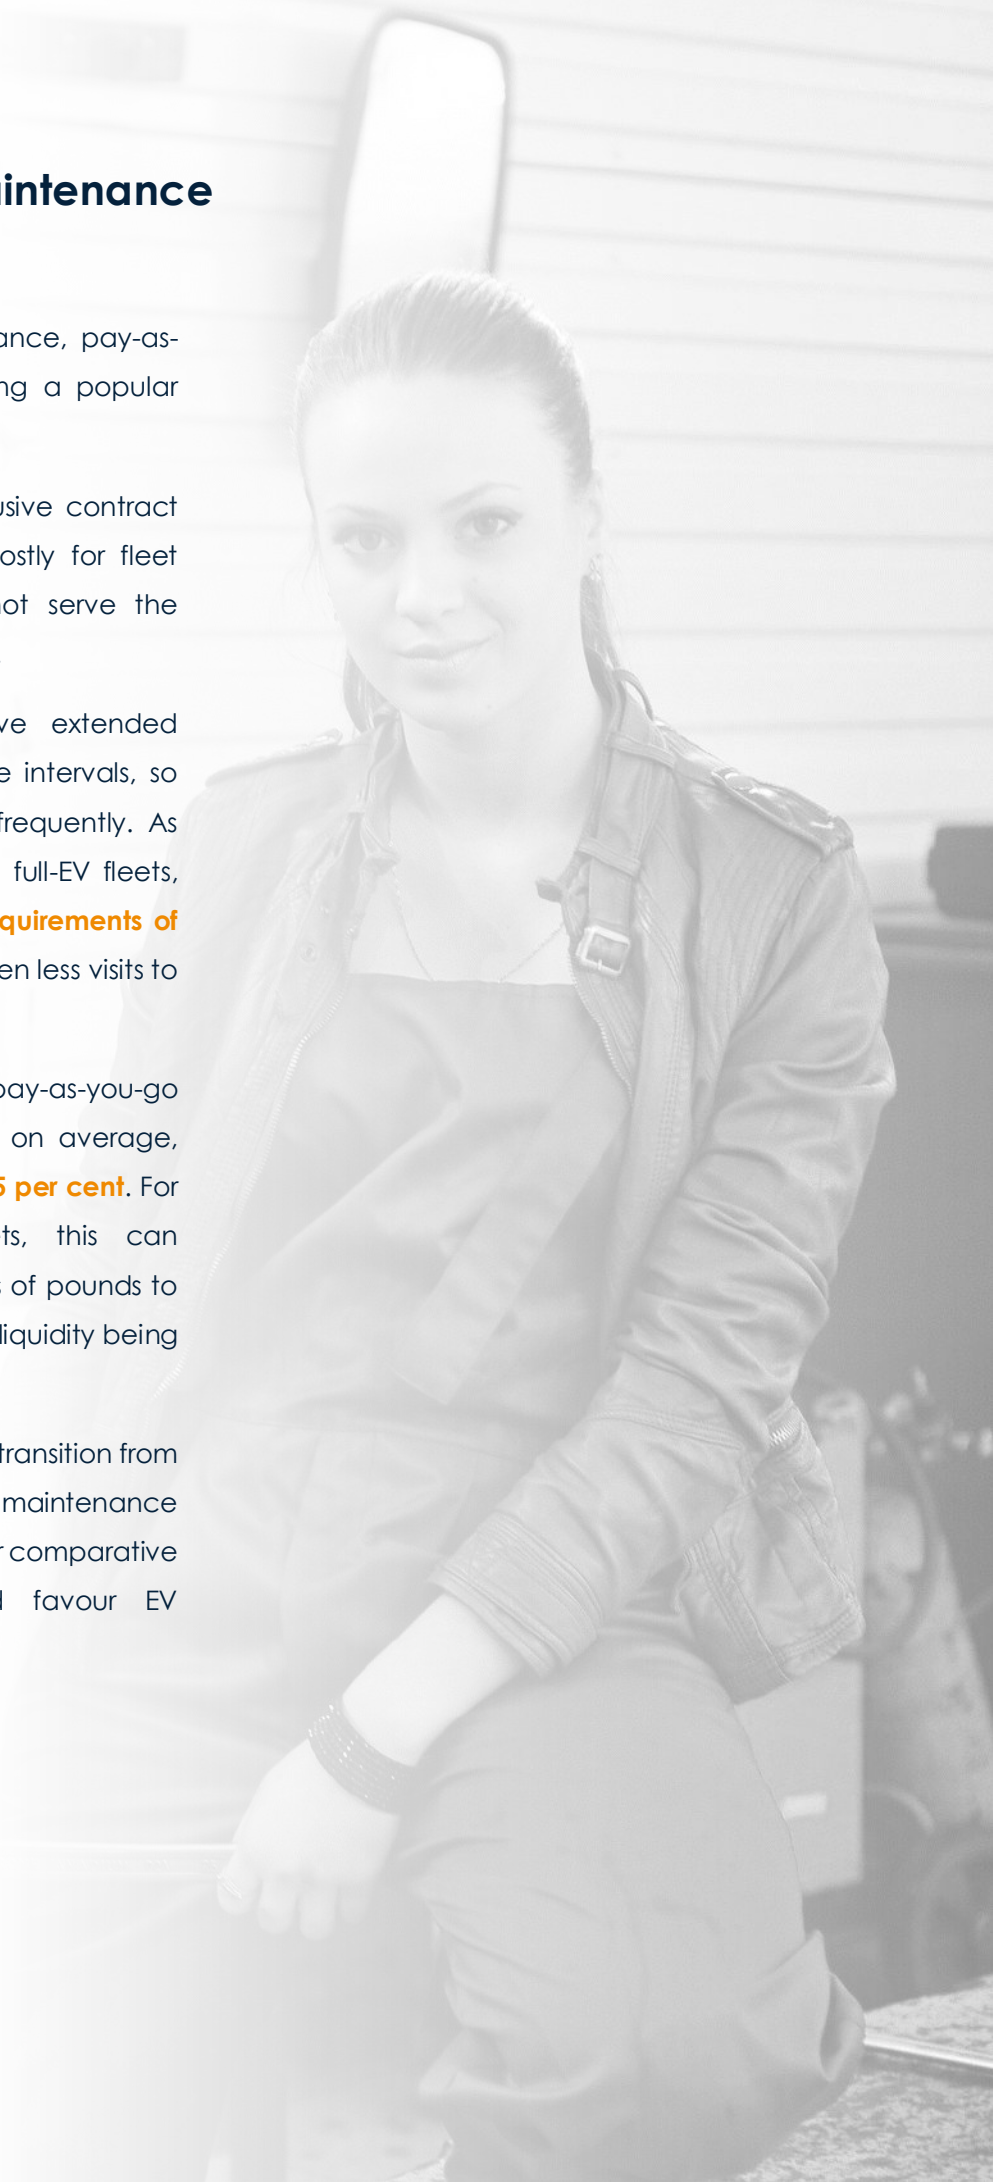 intenance
ance, pay-as-
ng a popular
usive contract
ostly for fleet
not serve the
ve extended
e intervals, so
frequently. As
full-EV fleets,
quirements of
en less visits to
pay-as-you-go
on average,
5 per cent. For
ts, this can
s of pounds to
liquidity being
transition from
maintenance
r comparative
d favour EV